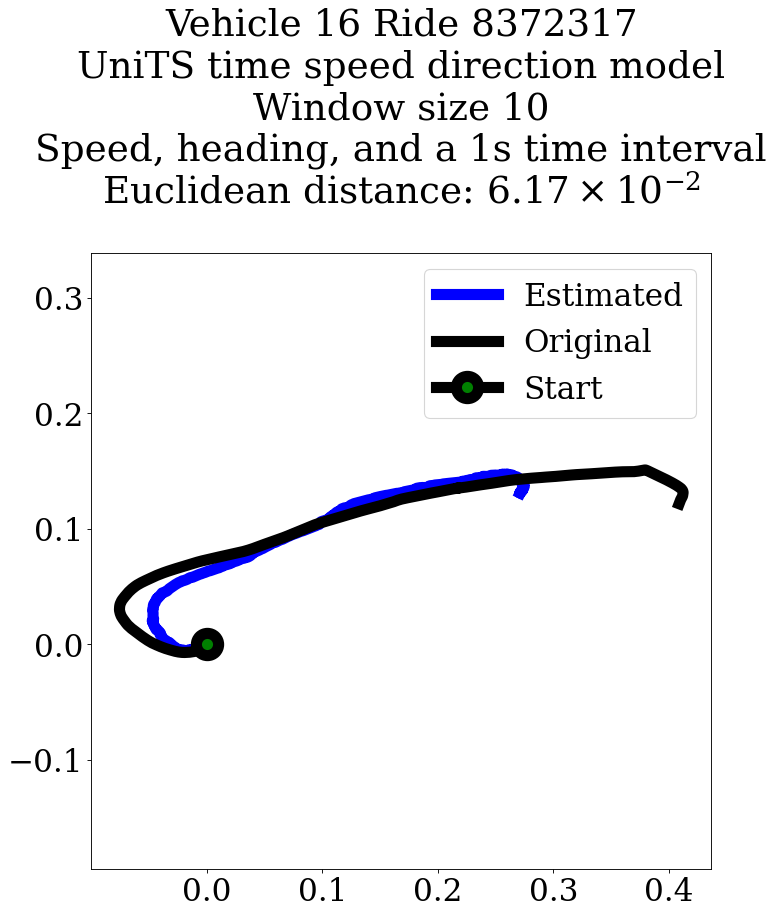 Vehicle 16 Ride 8372317
UniTS time speed direction model
Window size 10
Speed, heading, and a 1s time interval
Euclidean distance: 6.17 × 10⁻²
Estimated
Original
Start
0.3
0.2
0.1
0.0
−0.1
0.0 0.1 0.2 0.3 0.4